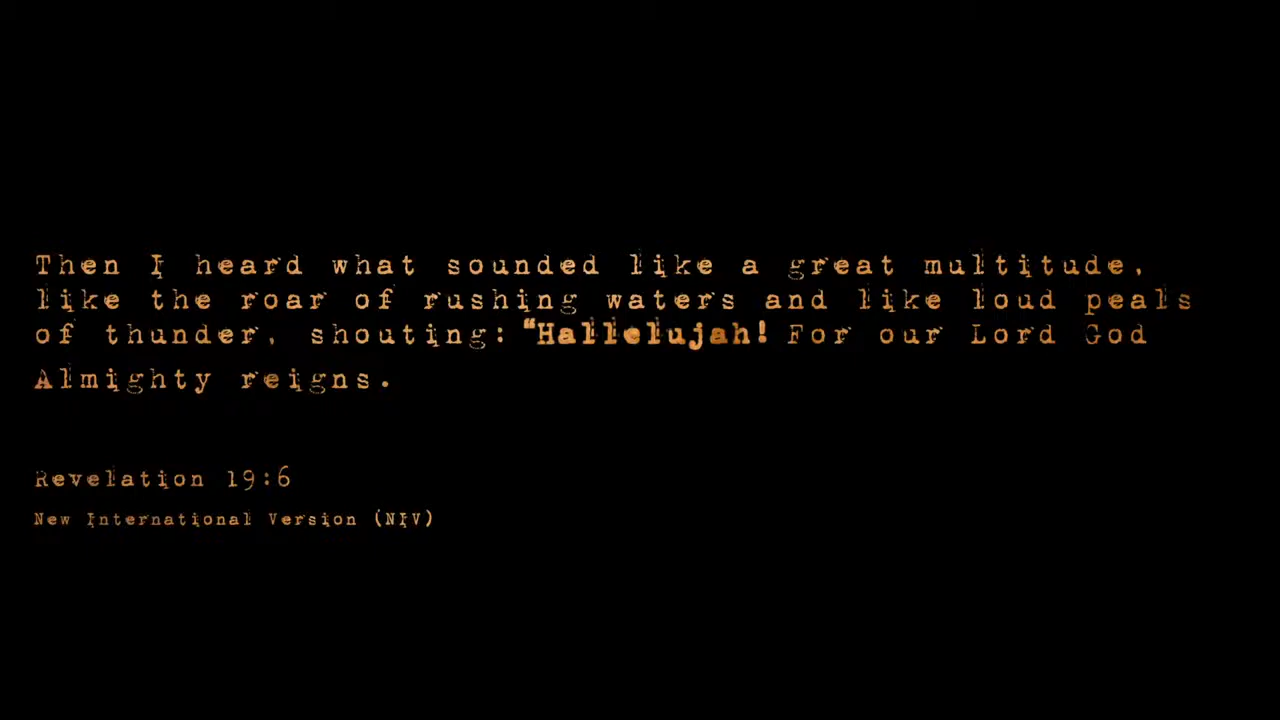 Then I heard what sounded like a great multitude,
like the roar of rushing waters and like loud peals
of thunder, shouting: “Hallelujah! For our Lord God
Almighty reigns.
Revelation 19:6
New International Version (NIV)